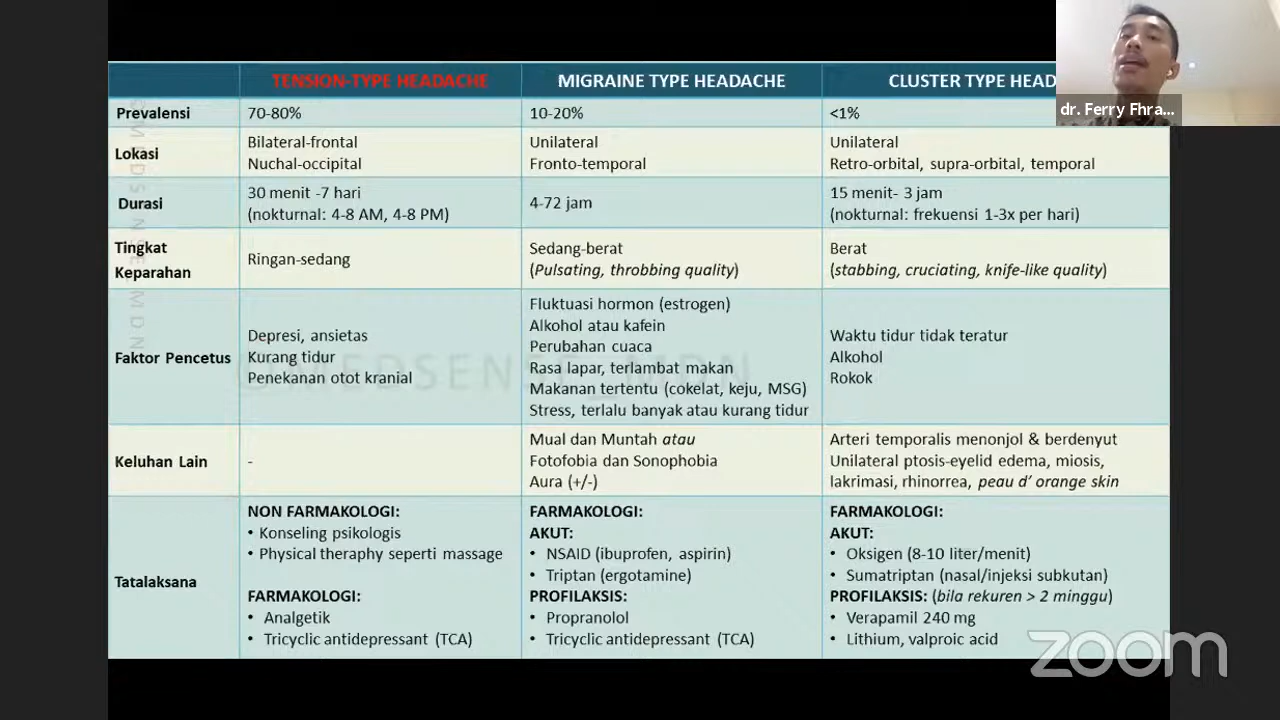 TENSION-TYPE HEADACHE
MIGRAINE TYPE HEADACHE
CLUSTER TYPE HEAD
dr. Ferry Fhra...
Prevalensi
70-80%
10-20%
<1%
Lokasi
Bilateral-frontal
Nuchal-occipital
Unilateral
Fronto-temporal
Unilateral
Retro-orbital, supra-orbital, temporal
Durasi
30 menit -7 hari
(nokturnal: 4-8 AM, 4-8 PM)
4-72 jam
15 menit- 3 jam
(nokturnal: frekuensi 1-3x per hari)
Tingkat
Keparahan
Ringan-sedang
Sedang-berat
(Pulsating, throbbing quality)
Berat
(stabbing, cruciating, knife-like quality)
Faktor Pencetus
Depresi, ansietas
Kurang tidur
Penekanan otot kranial
Fluktuasi hormon (estrogen)
Alkohol atau kafein
Perubahan cuaca
Rasa lapar, terlambat makan
Makanan tertentu (cokelat, keju, MSG)
Stress, terlalu banyak atau kurang tidur
Waktu tidur tidak teratur
Alkohol
Rokok
Keluhan Lain
-
Mual dan Muntah atau
Fotofobia dan Sonophobia
Aura (+/-)
Arteri temporalis menonjol & berdenyut
Unilateral ptosis-eyelid edema, miosis,
lakrimasi, rhinorrea, peau d' orange skin
Tatalaksana
NON FARMAKOLOGI:
• Konseling psikologis
• Physical theraphy seperti massage
FARMAKOLOGI:
• Analgetik
• Tricyclic antidepressant (TCA)
FARMAKOLOGI:
AKUT:
• NSAID (ibuprofen, aspirin)
• Triptan (ergotamine)
PROFILAKSIS:
• Propranolol
• Tricyclic antidepressant (TCA)
FARMAKOLOGI:
AKUT:
• Oksigen (8-10 liter/menit)
• Sumatriptan (nasal/injeksi subkutan)
PROFILAKSIS: (bila rekuren > 2 minggu)
• Verapamil 240 mg
• Lithium, valproic acid
@MEDSENSE_MDN
zoom